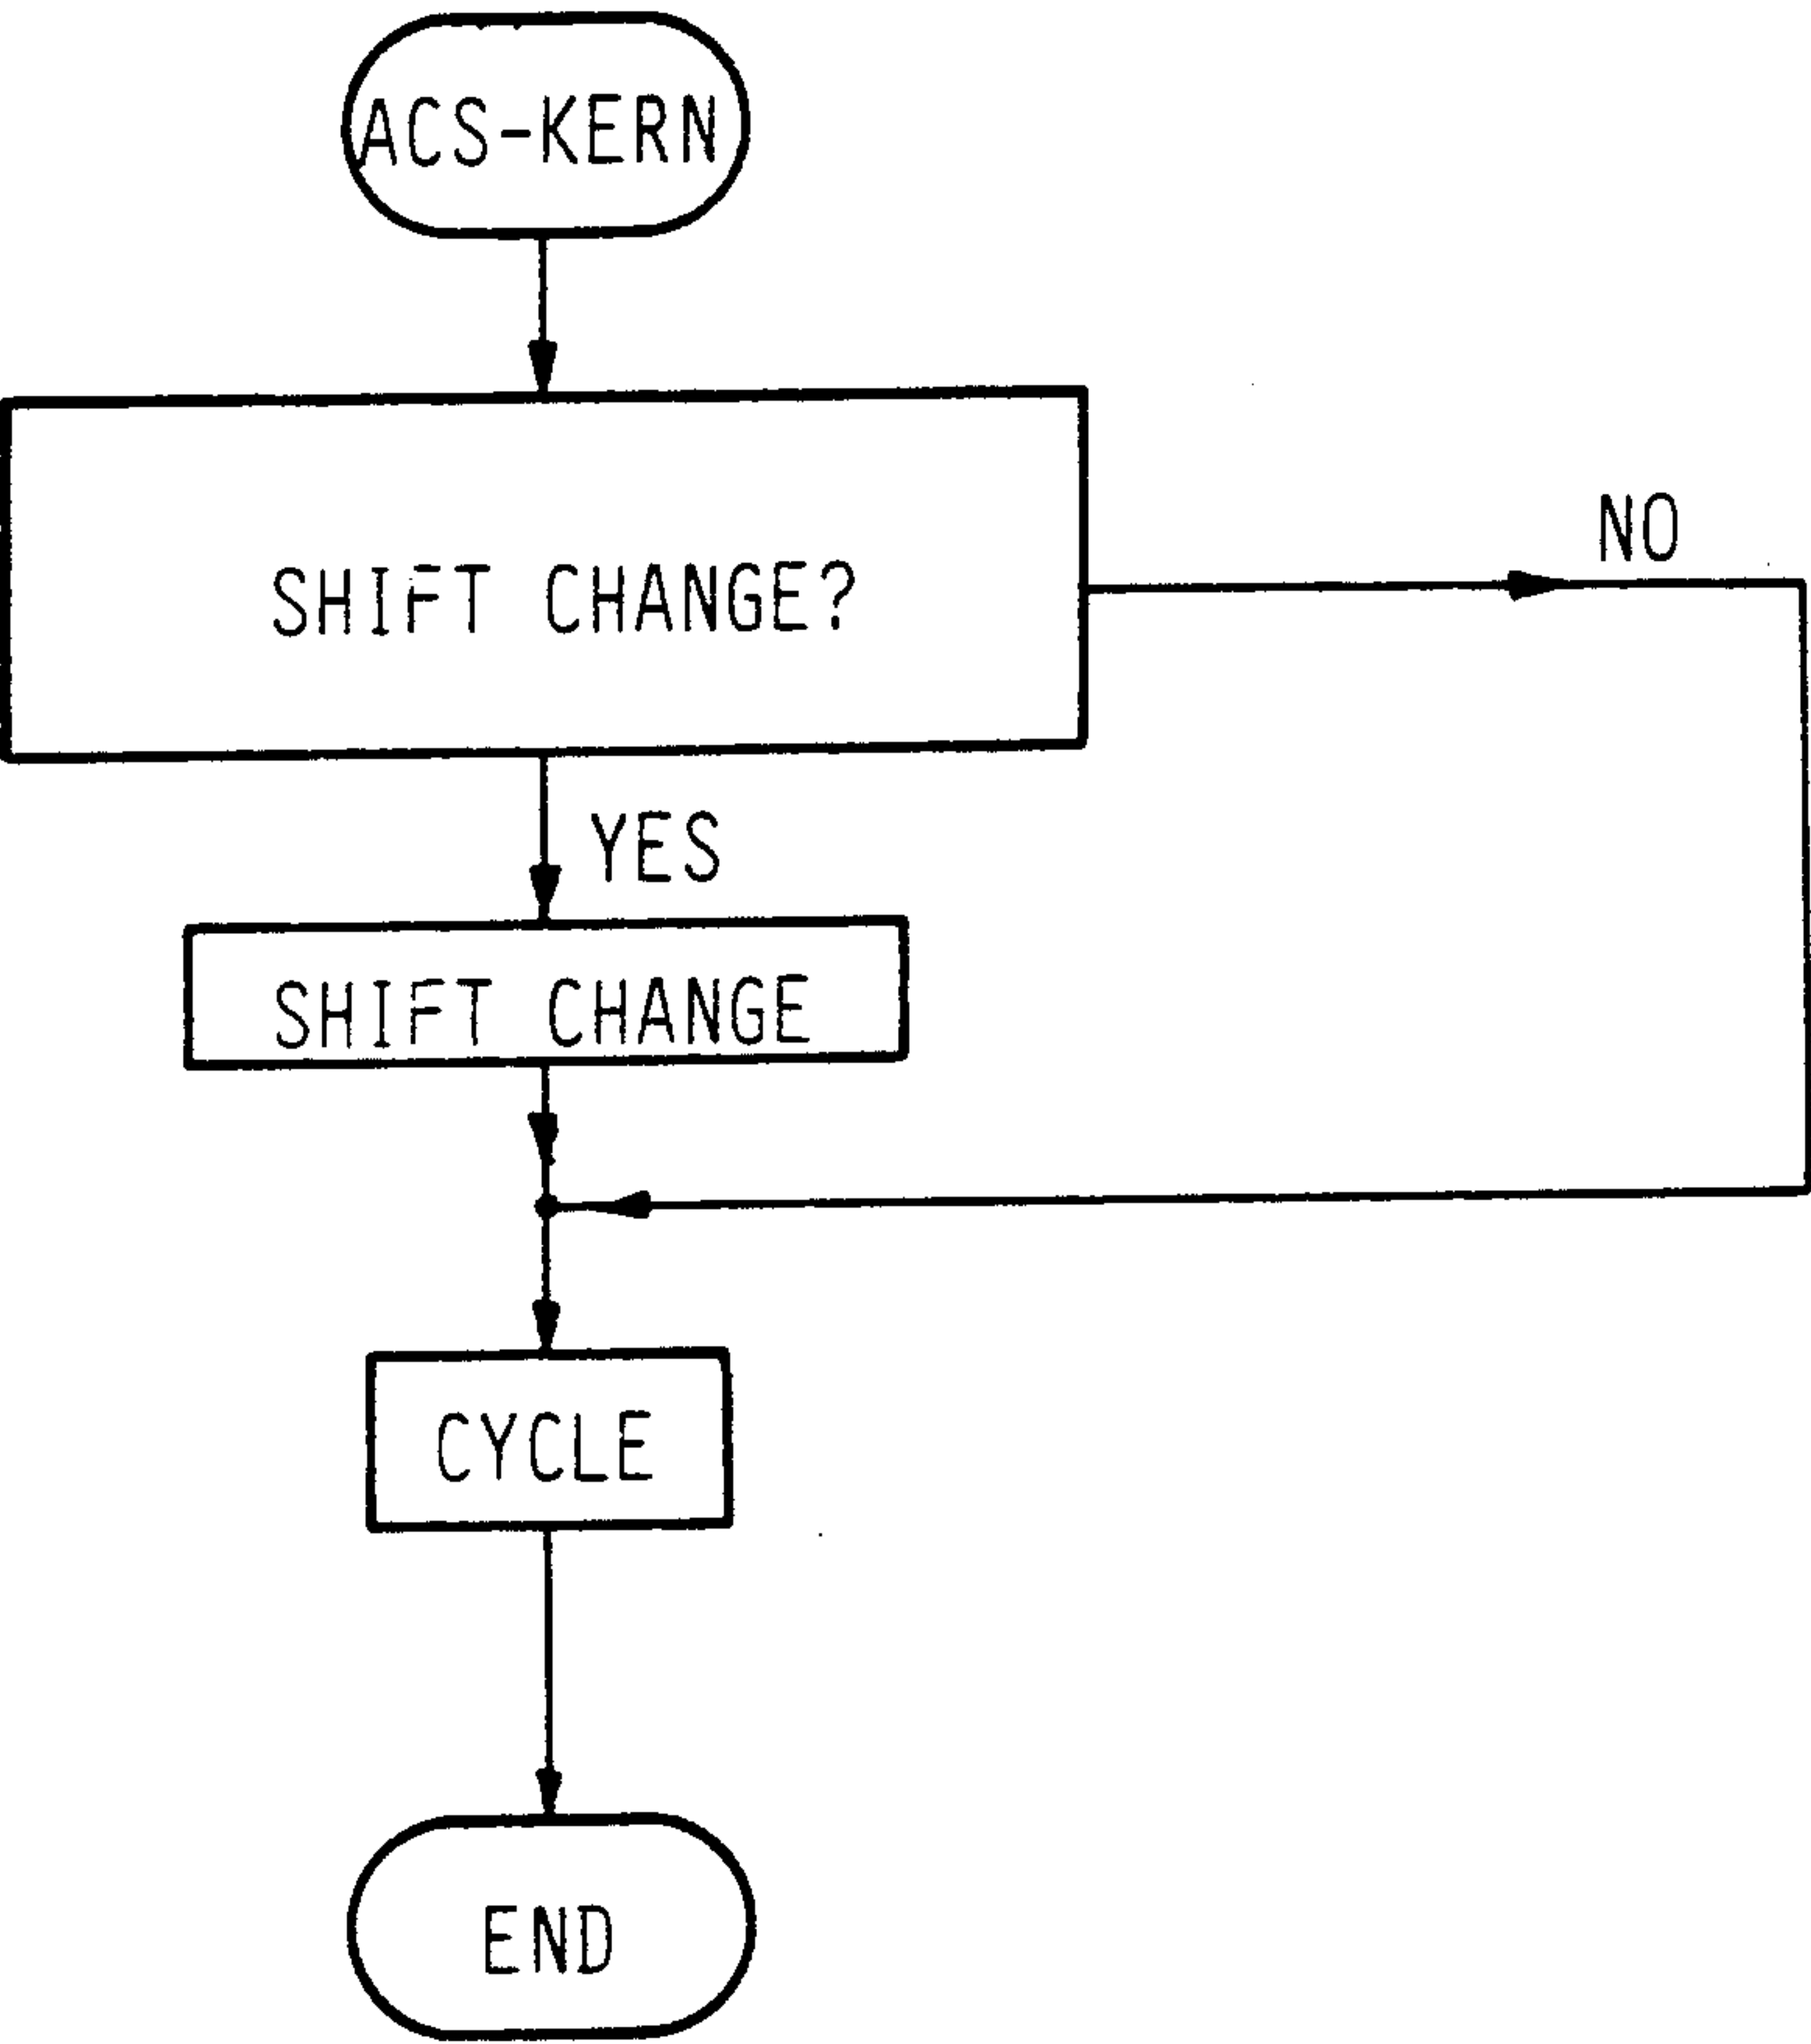 ACS-KERN
SHIFT CHANGE?
NO
YES
SHIFT CHANGE
CYCLE
END